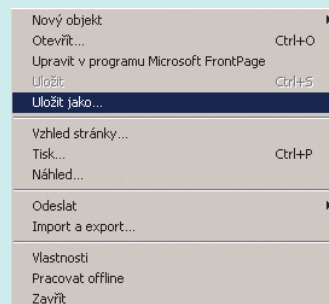 Nový objekt
Otevřít... Ctrl+O
Upravit v programu Microsoft FrontPage
Uložit Ctrl+S
Uložit jako...
Vzhled stránky...
Tisk... Ctrl+P
Náhled...
Odeslat
Import a export...
Vlastnosti
Pracovat offline
Zavřít